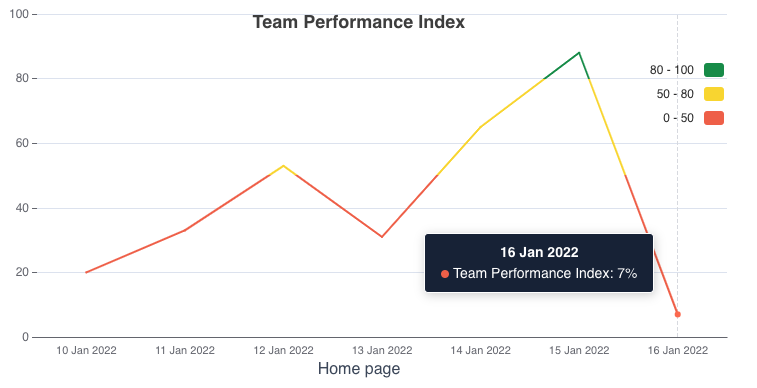 Team Performance Index
100
80
60
40
20
0
80 - 100
50 - 80
0 - 50
16 Jan 2022
Team Performance Index: 7%
10 Jan 2022 11 Jan 2022 12 Jan 2022 13 Jan 2022 14 Jan 2022 15 Jan 2022 16 Jan 2022
Home page